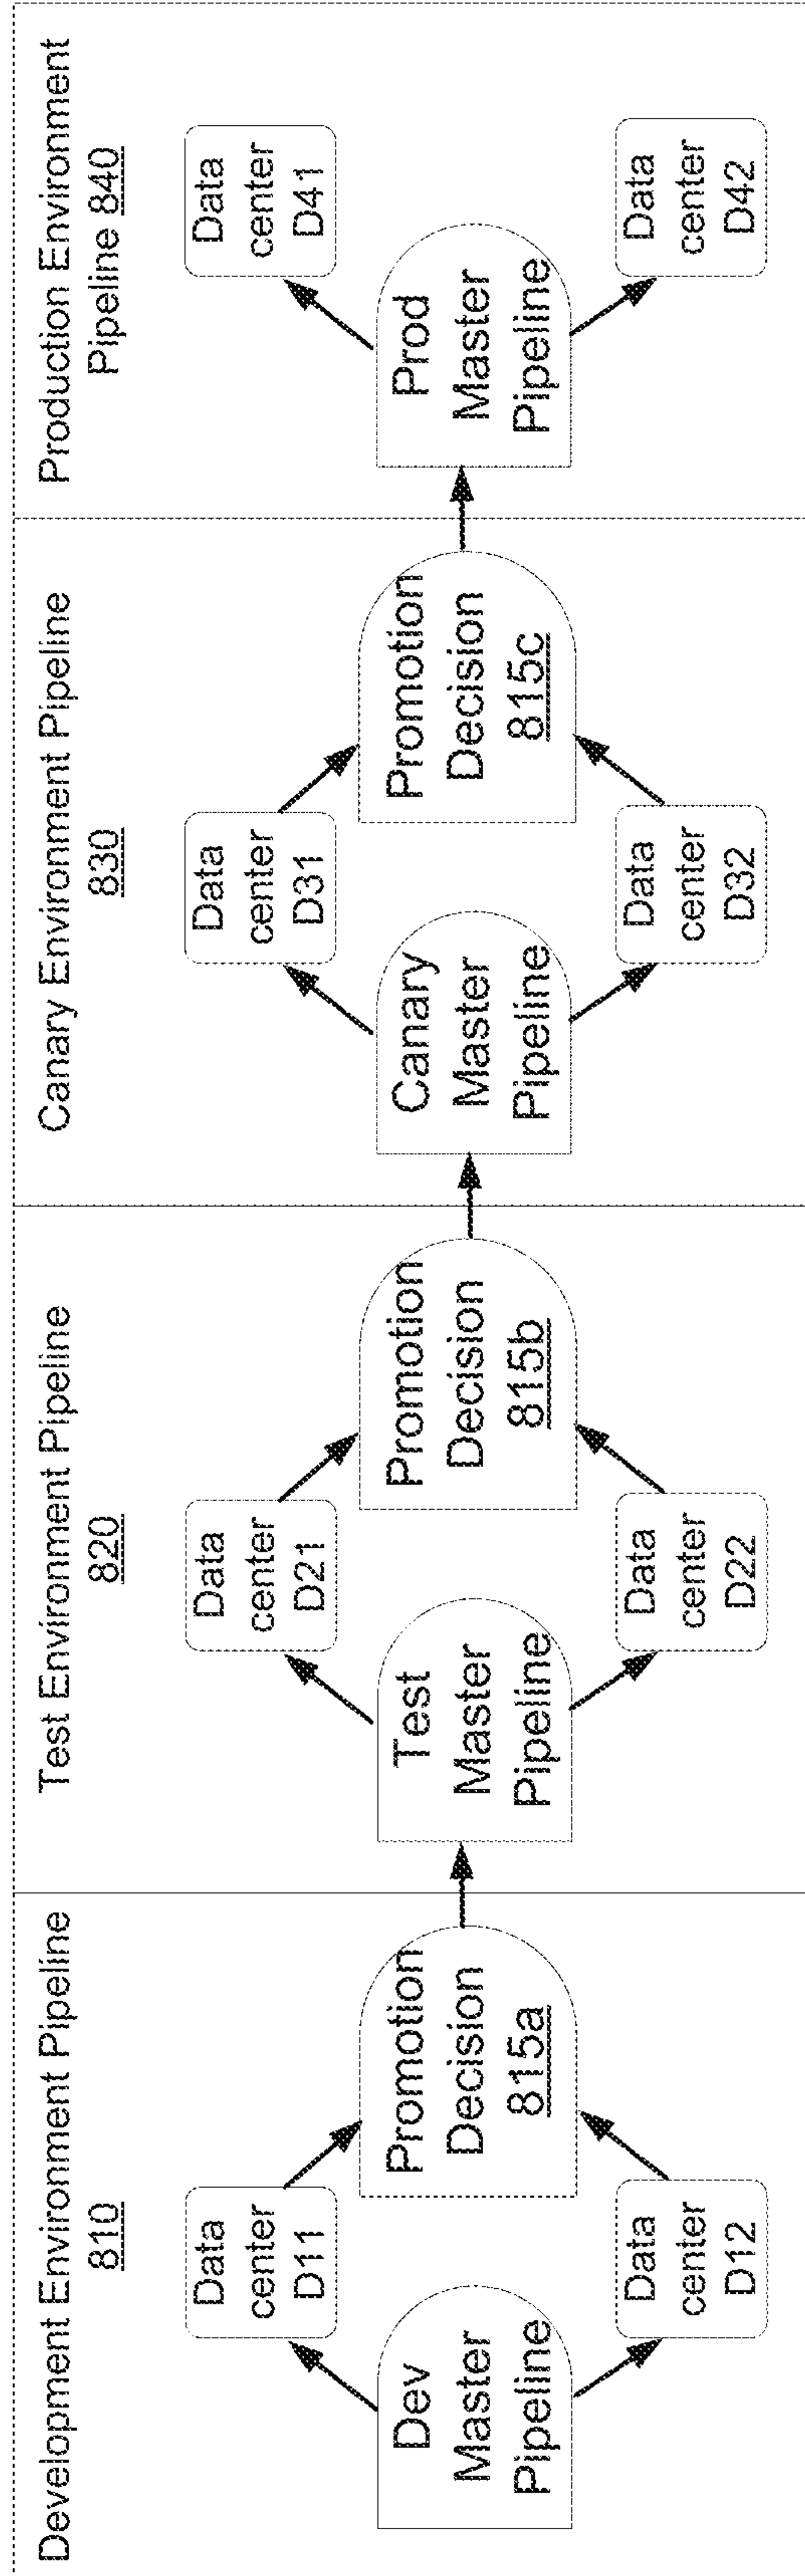 Development Environment Pipeline
810
Dev
Master
Pipeline
Data
center
D11
Data
center
D12
Promotion
Decision
815a
Test Environment Pipeline
820
Test
Master
Pipeline
Data
center
D21
Data
center
D22
Promotion
Decision
815b
Canary Environment Pipeline
830
Canary
Master
Pipeline
Data
center
D31
Data
center
D32
Promotion
Decision
815c
Production Environment
Pipeline 840
Prod
Master
Pipeline
Data
center
D41
Data
center
D42